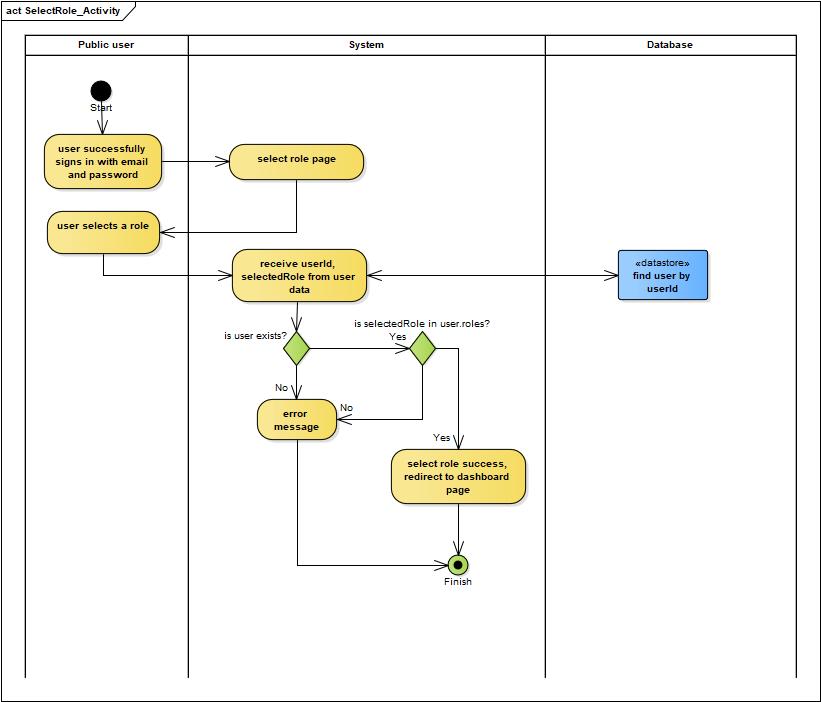 act SelectRole_Activity
Public user
System
Database
Start
user successfully
signs in with email
and password
select role page
user selects a role
receive userId,
selectedRole from user
data
«datastore»
find user by
userId
is user exists?
is selectedRole in user.roles?
Yes
No
error
message
No
Yes
select role success,
redirect to dashboard
page
Finish